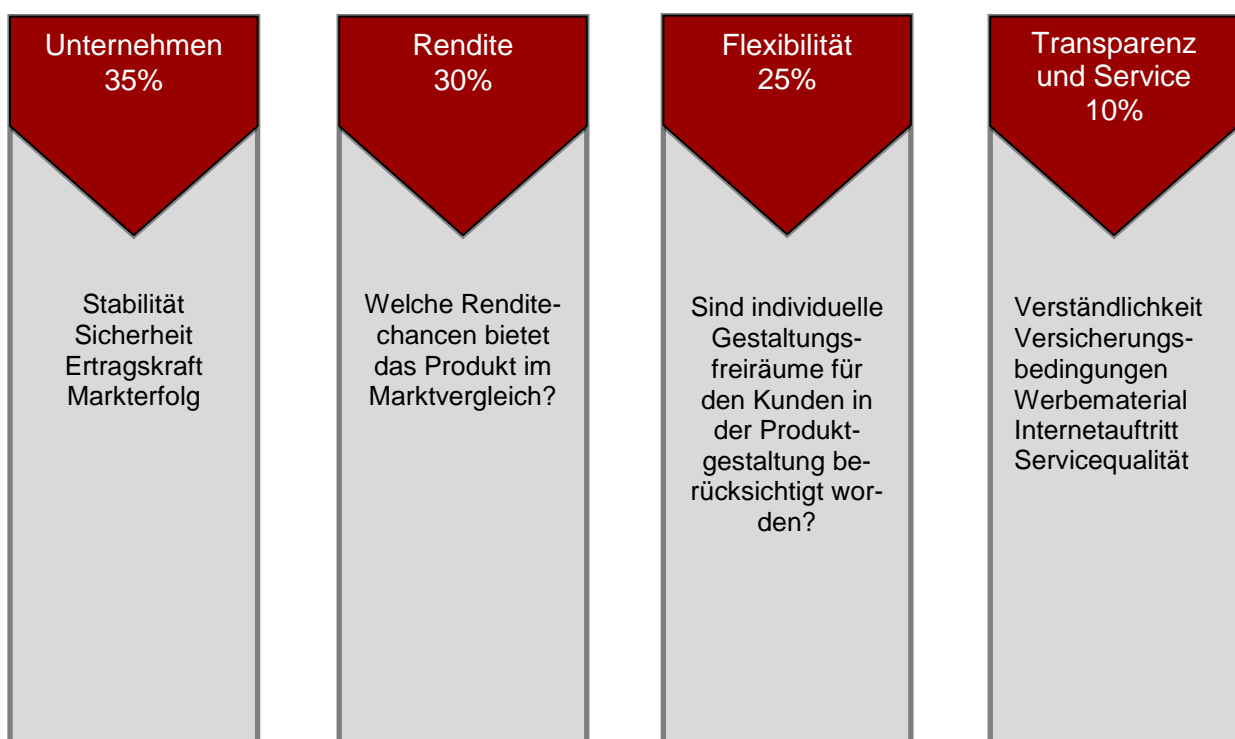 Unternehmen
35%
Stabilität
Sicherheit
Ertragskraft
Markterfolg
Rendite
30%
Welche Rendite-
chancen bietet
das Produkt im
Marktvergleich?
Flexibilität
25%
Sind individuelle
Gestaltungs-
freiräume für
den Kunden in
der Produkt-
gestaltung be-
rücksichtigt wor-
den?
Transparenz
und Service
10%
Verständlichkeit
Versicherungs-
bedingungen
Werbematerial
Internetauftritt
Servicequalität